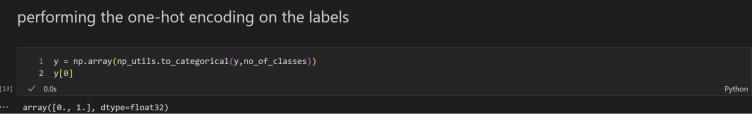 performing the one-hot encoding on the labels
1 y = np.array(np_utils.to_categorical(y,no_of_classes))
2 y[0]
[13] ✓ 0.0s Python
... array([0., 1.], dtype=float32)